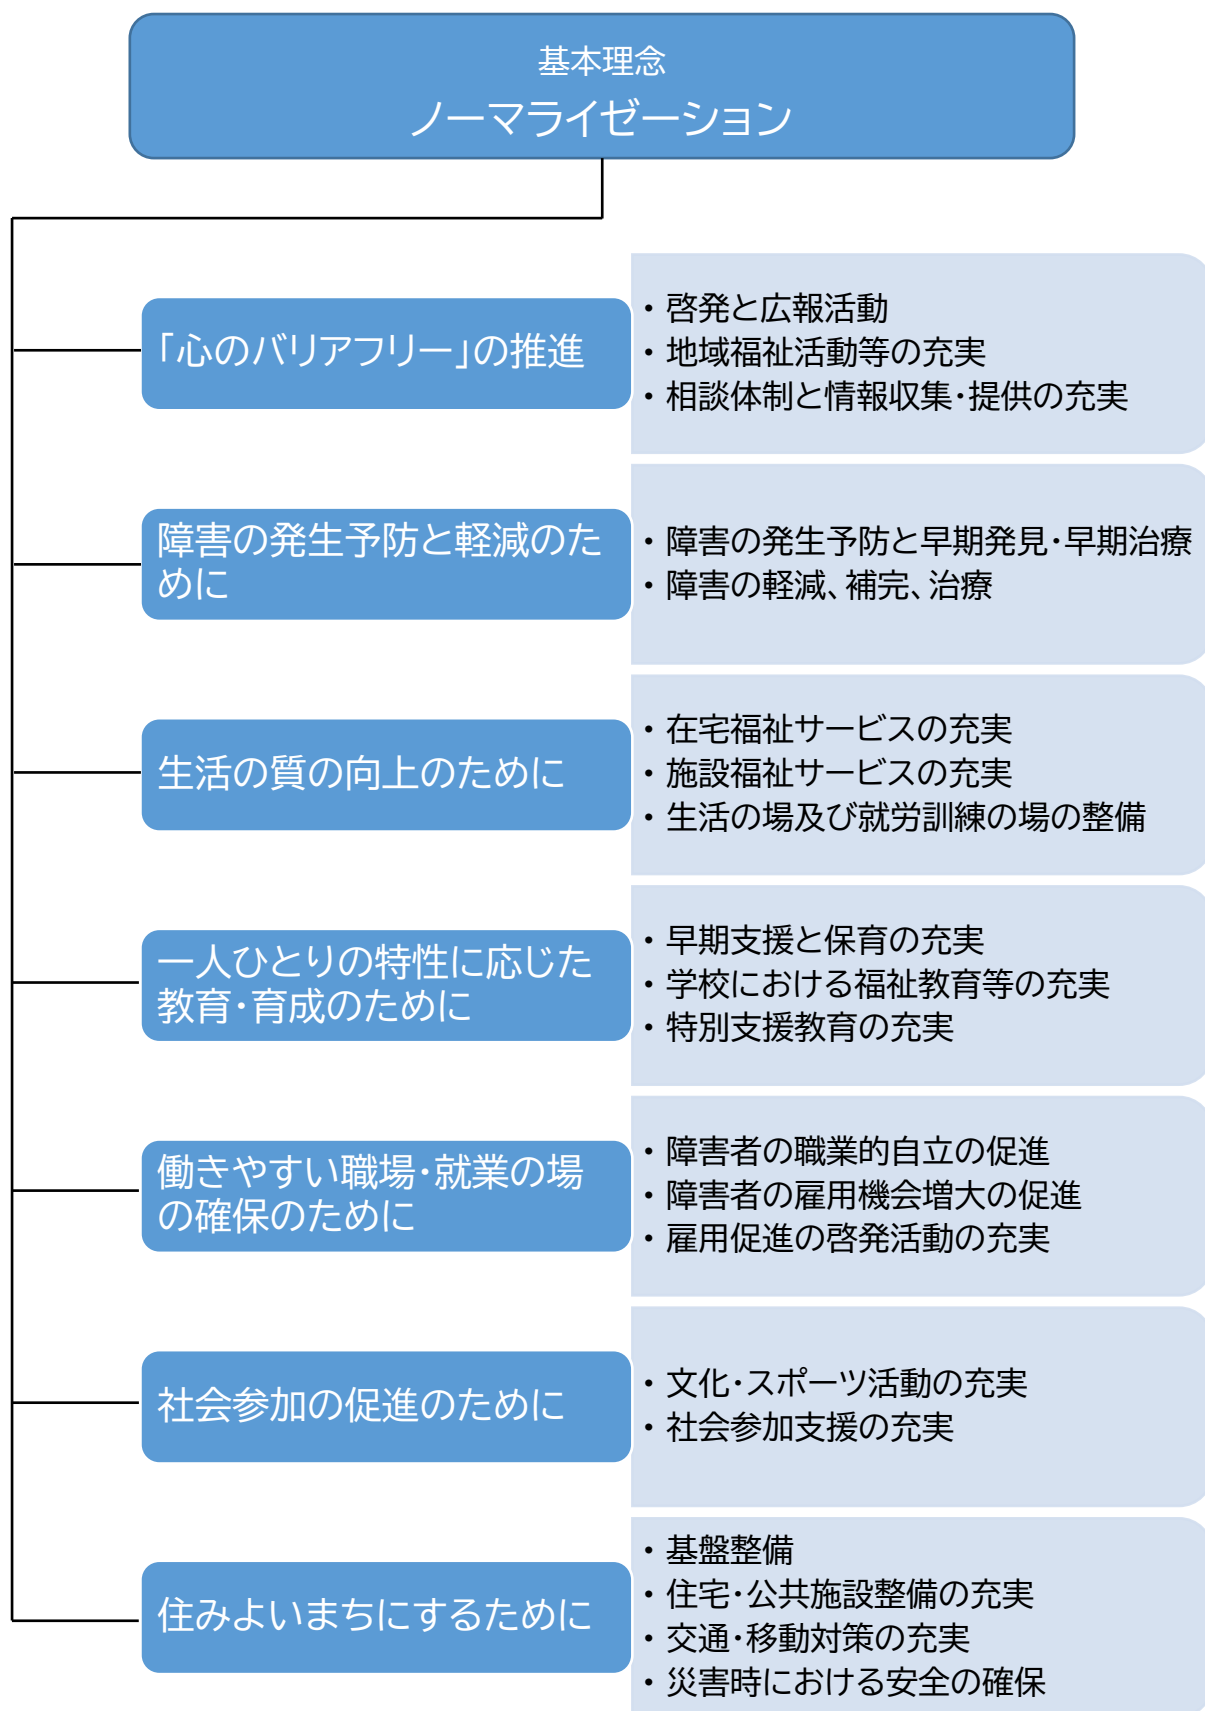 基本理念
ノーマライゼーション
「心のバリアフリー」の推進
・啓発と広報活動
・地域福祉活動等の充実
・相談体制と情報収集・提供の充実
障害の発生予防と軽減のた
めに
・障害の発生予防と早期発見・早期治療
・障害の軽減、補完、治療
生活の質の向上のために
・在宅福祉サービスの充実
・施設福祉サービスの充実
・生活の場及び就労訓練の場の整備
一人ひとりの特性に応じた
教育・育成のために
・早期支援と保育の充実
・学校における福祉教育等の充実
・特別支援教育の充実
働きやすい職場・就業の場
の確保のために
・障害者の職業的自立の促進
・障害者の雇用機会増大の促進
・雇用促進の啓発活動の充実
社会参加の促進のために
・文化・スポーツ活動の充実
・社会参加支援の充実
住みよいまちにするために
・基盤整備
・住宅・公共施設整備の充実
・交通・移動対策の充実
・災害時における安全の確保